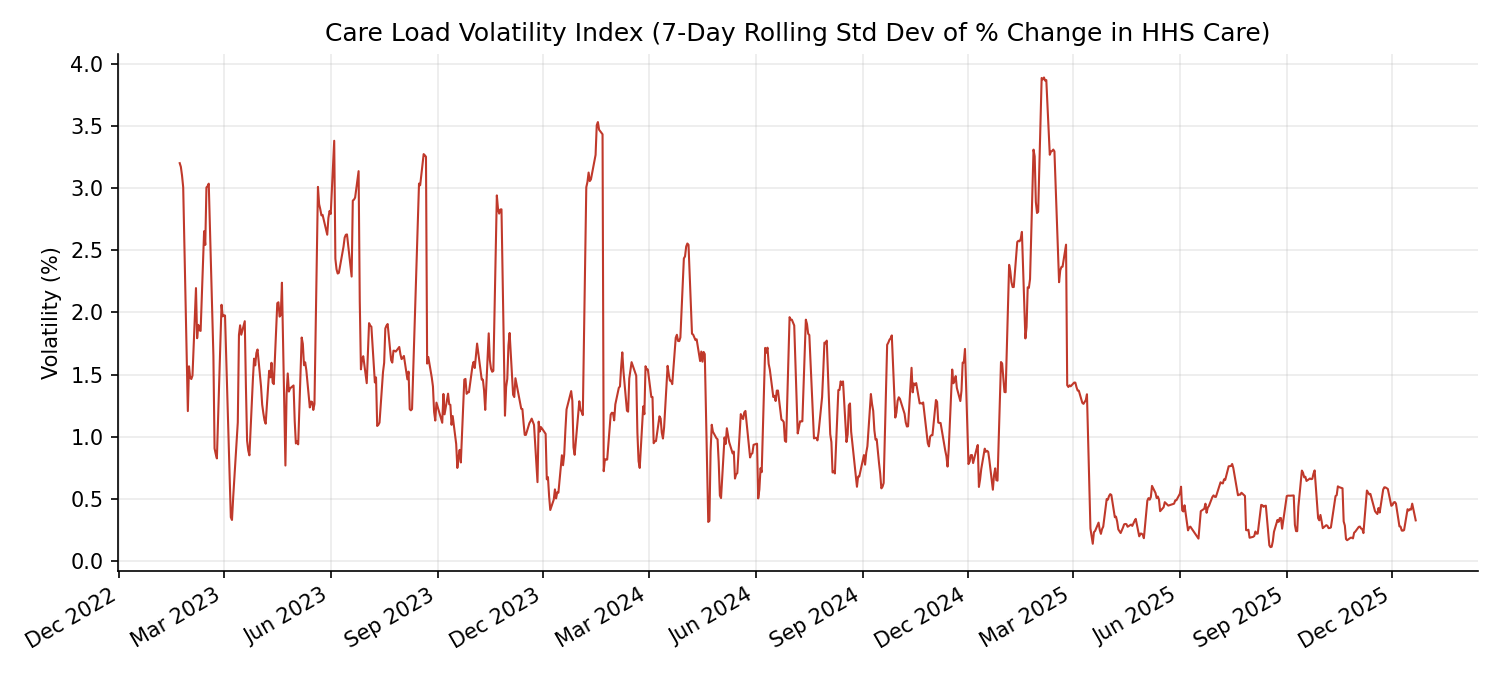 Care Load Volatility Index (7-Day Rolling Std Dev of % Change in HHS Care)
Volatility (%)
4.0
3.5
3.0
2.5
2.0
1.5
1.0
0.5
0.0
Dec 2022
Mar 2023
Jun 2023
Sep 2023
Dec 2023
Mar 2024
Jun 2024
Sep 2024
Dec 2024
Mar 2025
Jun 2025
Sep 2025
Dec 2025